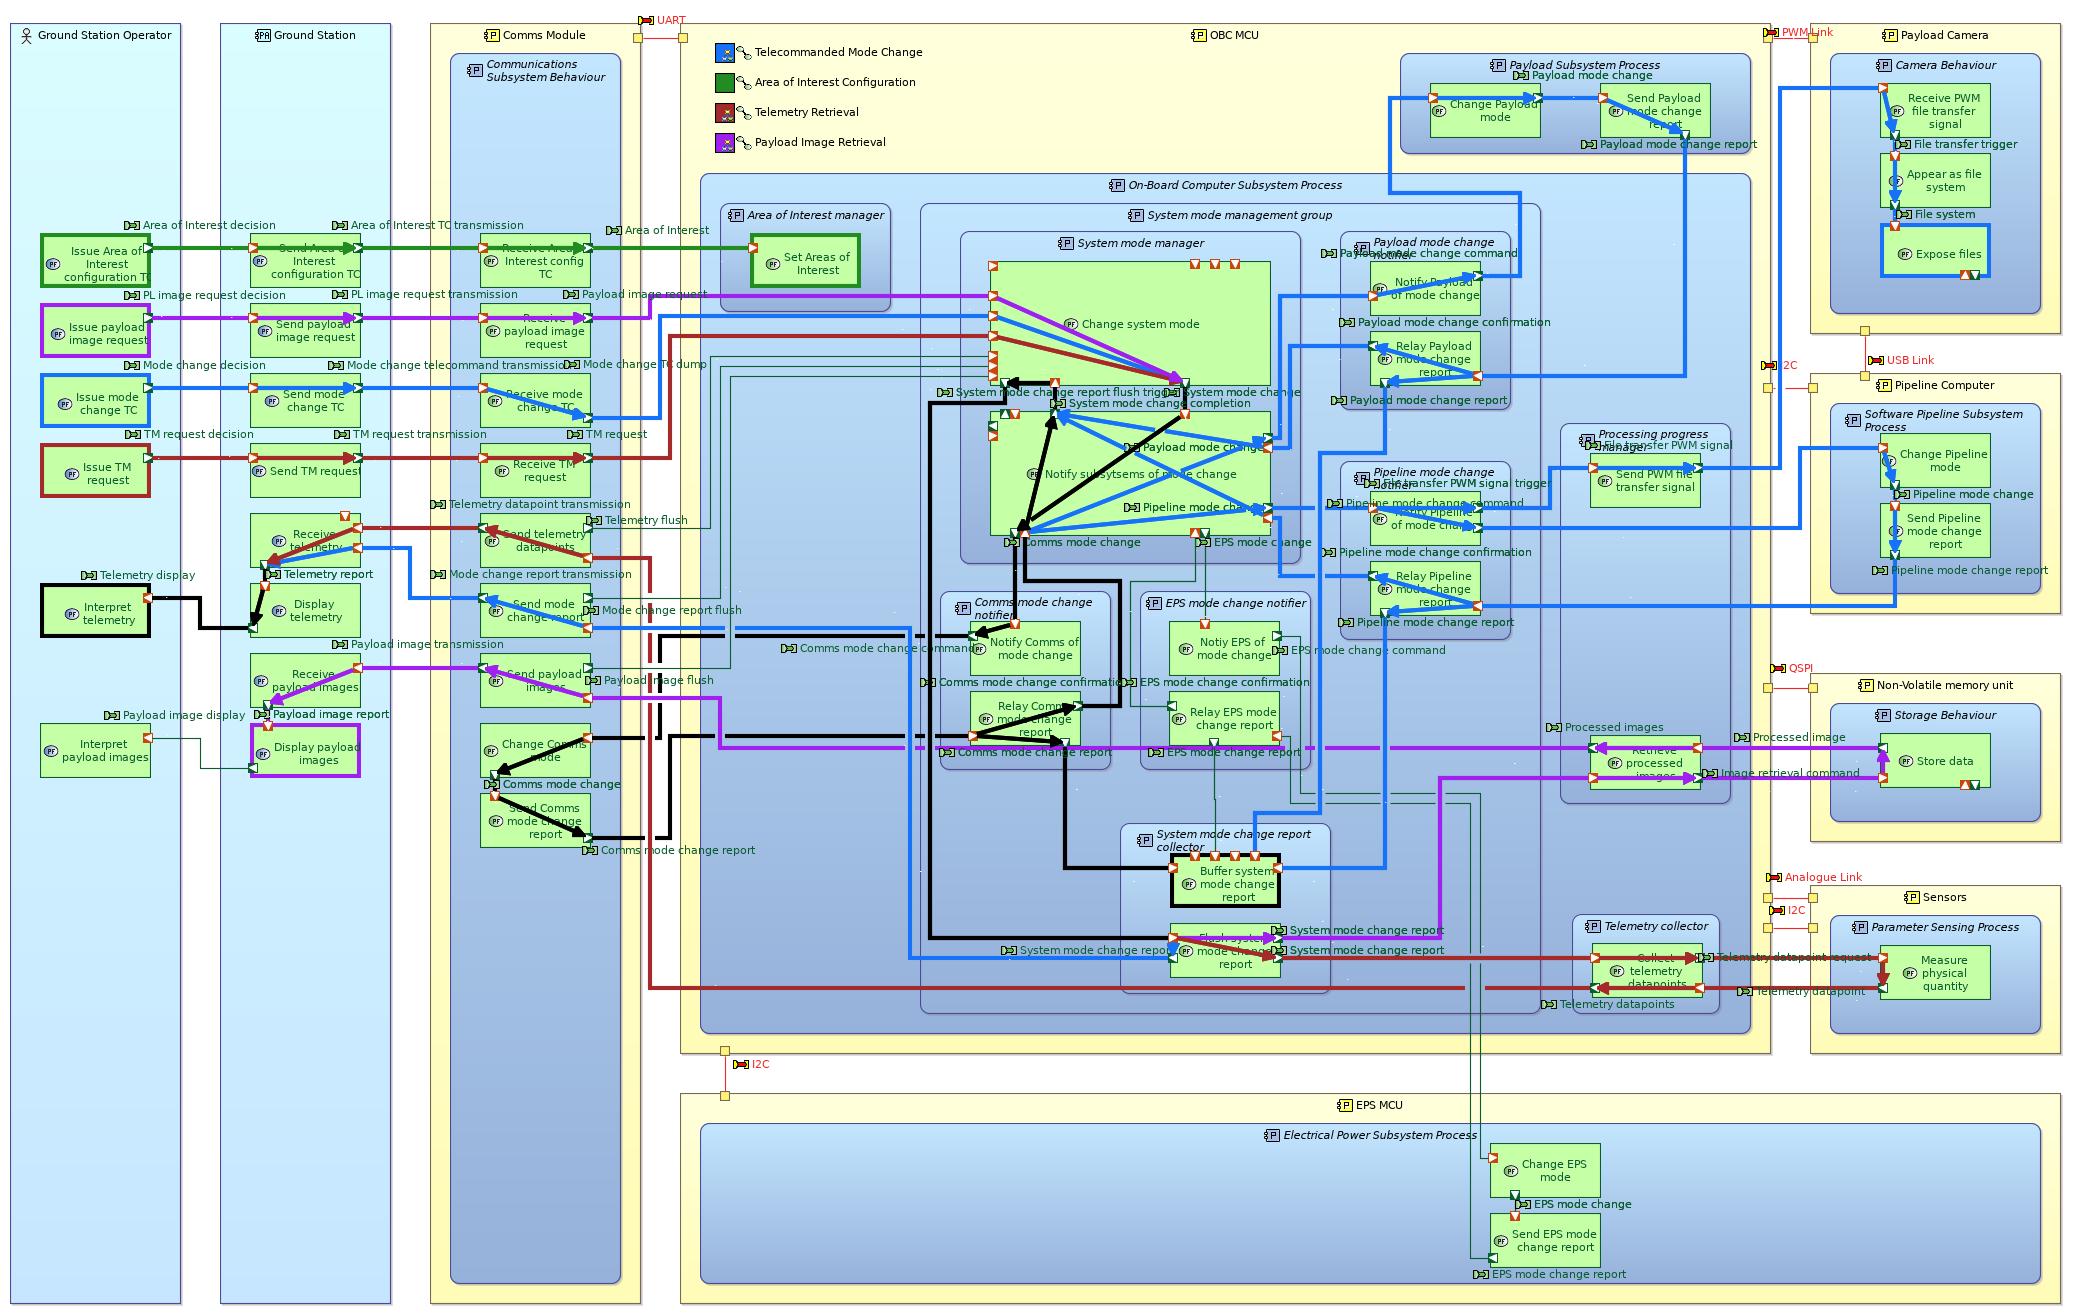 Ground Station Operator
Area of Interest decision
Issue Area of
Interest
configuration TC
PL image request decision
Issue payload
image request
Mode change decision
Issue mode
change TC
TM request decision
Issue TM
request
Telemetry display
Interpret
telemetry
Payload image display
Interpret
payload images
Ground Station
Area of Interest TC transmission
Send Area of
Interest
configuration TC
PL image request transmission
Send payload
image request
Mode change telecommand transmission
Send mode
change TC
TM request transmission
Send TM request
Receive
telemetry
Telemetry report
Display
telemetry
Payload image transmission
Receive
payload images
Payload image report
Display payload
images
Comms Module
Communications
Subsystem Behaviour
Area of Interest
Receive Area of
Interest config
TC
Payload image request
Receive
payload image
request
Mode change TC dump
Receive mode
change TC
TM request
Receive TM
request
Telemetry datapoint transmission
Telemetry flush
Send telemetry
datapoints
Mode change report transmission
Send mode
change report
Mode change report flush
Send payload
images
Payload image flush
Change Comms
mode
Comms mode change
Send Comms
mode change
report
Comms mode change report
UART
OBC MCU
Telecommanded Mode Change
Area of Interest Configuration
Telemetry Retrieval
Payload Image Retrieval
Payload Subsystem Process
Payload mode change
Change Payload
mode
Send Payload
mode change
report
Payload mode change report
On-Board Computer Subsystem Process
Area of Interest manager
Set Areas of
Interest
System mode management group
System mode manager
Change system mode
System mode change report flush trigger
System mode change
System mode change completion
Payload mode change
Notify subsytsems of mode change
Pipeline mode change
Comms mode change
EPS mode change
Payload mode change
notifier
Payload mode change command
Notify Payload
of mode change
Payload mode change confirmation
Relay Payload
mode change
report
Payload mode change report
Processing progress
manager
File transfer PWM signal
Send PWM file
transfer signal
Pipeline mode change
notifier
File transfer PWM signal trigger
Pipeline mode change command
Notify Pipeline
of mode change
Pipeline mode change confirmation
Relay Pipeline
mode change
report
Pipeline mode change report
Comms mode change
notifier
Notify Comms of
mode change
Comms mode change command
Comms mode change confirmation
Relay Comms
mode change
report
Comms mode change report
EPS mode change notifier
Notiy EPS of
mode change
EPS mode change command
EPS mode change confirmation
Relay EPS mode
change report
EPS mode change report
Processed images
Retrieve
processed
images
Processed image
Image retrieval command
System mode change report
collector
Buffer system
mode change
report
System mode change report
Flush system
mode change
report
System mode change report
System mode change report
Telemetry collector
Collect
telemetry
datapoints
Telemetry datapoint request
Telemetry datapoint
Telemetry datapoints
PWM Link
Payload Camera
Camera Behaviour
Receive PWM
file transfer
signal
File transfer trigger
Appear as file
system
File system
Expose files
USB Link
I2C
Pipeline Computer
Software Pipeline Subsystem
Process
Change Pipeline
mode
Pipeline mode change
Send Pipeline
mode change
report
Pipeline mode change report
QSPI
Non-Volatile memory unit
Storage Behaviour
Store data
Analogue Link
I2C
Sensors
Parameter Sensing Process
Measure
physical
quantity
I2C
EPS MCU
Electrical Power Subsystem Process
Change EPS
mode
EPS mode change
Send EPS mode
change report
EPS mode change report